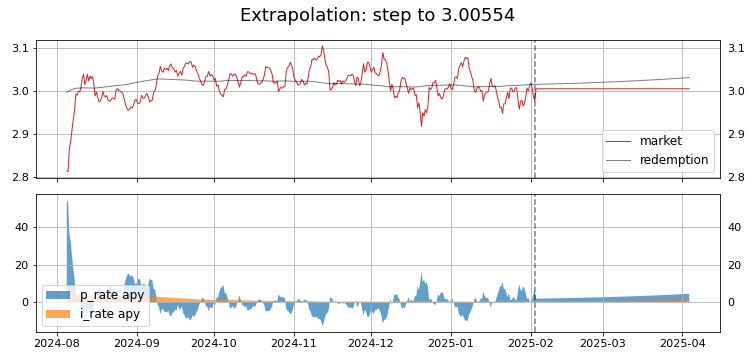 Extrapolation: step to 3.00554
3.1 3.1
3.0 3.0
2.9 2.9
2.8 2.8
market
redemption
40 40
20 20
0 0
p_rate apy
i_rate apy
2024-08 2024-09 2024-10 2024-11 2024-12 2025-01 2025-02 2025-03 2025-04